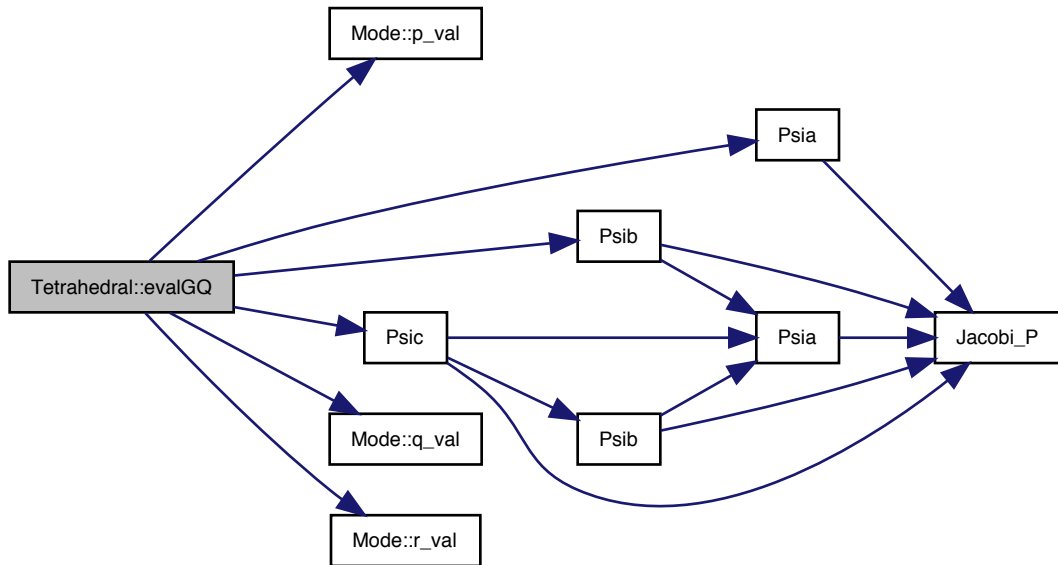 Mode::p_val
Psia
Psib
Tetrahedral::evalGQ
Psic
Psia
Jacobi_P
Mode::q_val
Psib
Mode::r_val